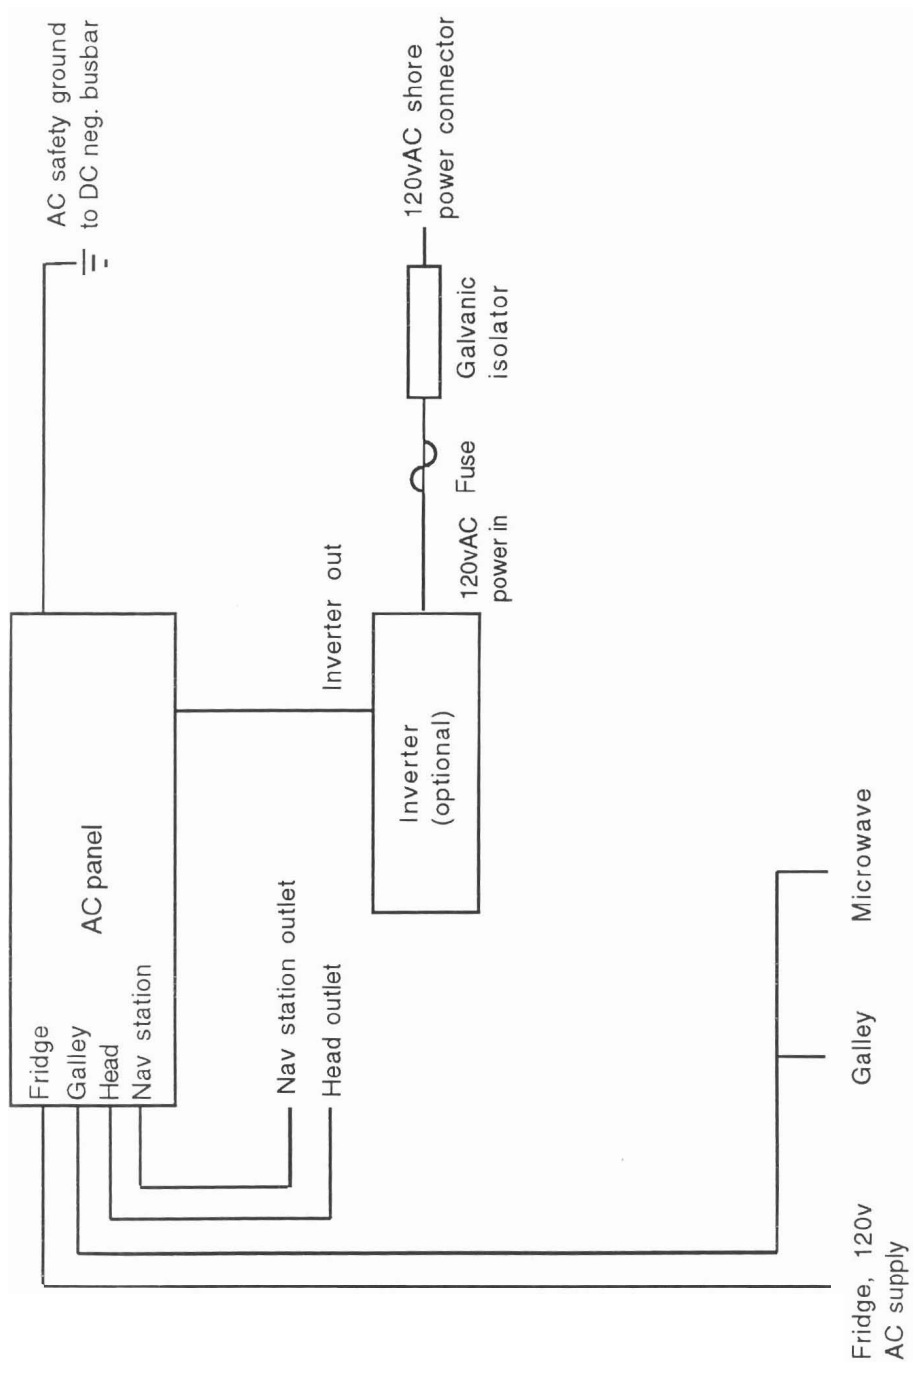 AC safety ground
to DC neg. busbar
120vAC shore
power connector
Galvanic
isolator
Fuse
120vAC
power in
Inverter out
Inverter
(optional)
AC panel
Fridge
Galley
Head
Nav station
Nav station outlet
Head outlet
Microwave
Galley
Fridge, 120v
AC supply